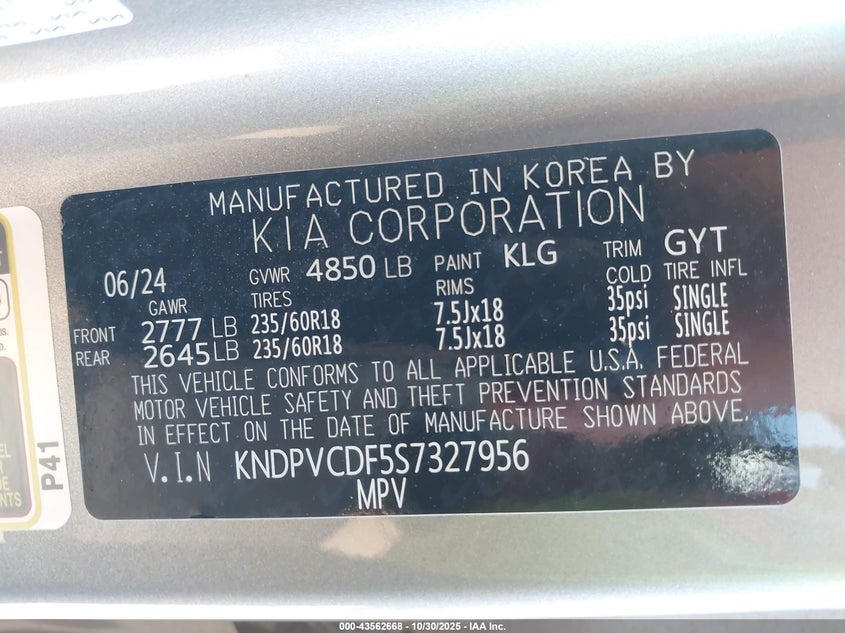 MANUFACTURED IN KOREA BY
KIA CORPORATION
06/24 GVWR 4850 LB PAINT KLG TRIM GYT
GAWR TIRES RIMS COLD TIRE INFL
FRONT 2777 LB 235/60R18 7.5Jx18 35psi SINGLE
REAR 2645 LB 235/60R18 7.5Jx18 35psi SINGLE
THIS VEHICLE CONFORMS TO ALL APPLICABLE U.S.A. FEDERAL
MOTOR VEHICLE SAFETY AND THEFT PREVENTION STANDARDS
IN EFFECT ON THE DATE OF MANUFACTURE SHOWN ABOVE.
V.I.N KNDPVCDF5S7327956
MPV
P41
000-43562668 - 10/30/2025 - IAA Inc.